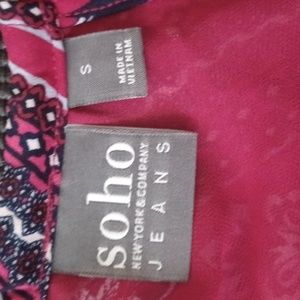 S
MADE IN
VIETNAM
soho
NEW YORK & COMPANY
JEANS